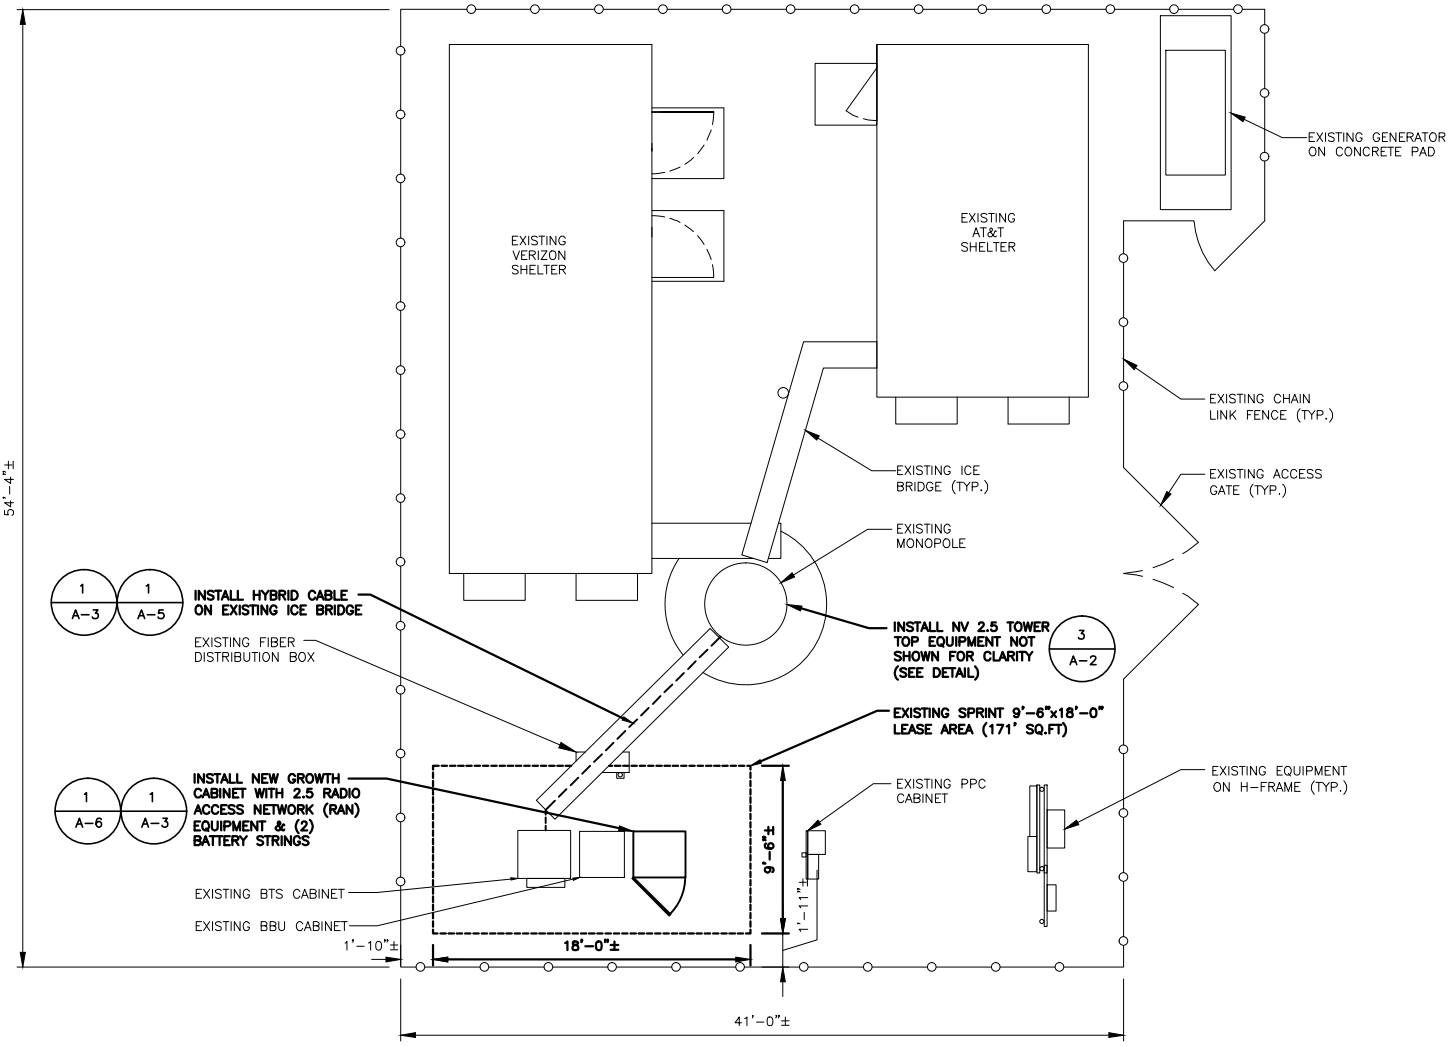 EXISTING GENERATOR
ON CONCRETE PAD
EXISTING
VERIZON
SHELTER
EXISTING
AT&T
SHELTER
EXISTING CHAIN
LINK FENCE (TYP.)
EXISTING ICE
BRIDGE (TYP.)
EXISTING ACCESS
GATE (TYP.)
54'-4"±
EXISTING
MONOPOLE
1
A-3
1
A-5
INSTALL HYBRID CABLE
ON EXISTING ICE BRIDGE
EXISTING FIBER
DISTRIBUTION BOX
INSTALL NV 2.5 TOWER
TOP EQUIPMENT NOT
SHOWN FOR CLARITY
(SEE DETAIL)
3
A-2
EXISTING SPRINT 9'-6"x18'-0"
LEASE AREA (171' SQ.FT)
1
A-6
1
A-3
INSTALL NEW GROWTH
CABINET WITH 2.5 RADIO
ACCESS NETWORK (RAN)
EQUIPMENT & (2)
BATTERY STRINGS
EXISTING PPC
CABINET
EXISTING EQUIPMENT
ON H-FRAME (TYP.)
9'-6"±
1'-11"±
EXISTING BTS CABINET
EXISTING BBU CABINET
1'-10"±
18'-0"±
41'-0"±